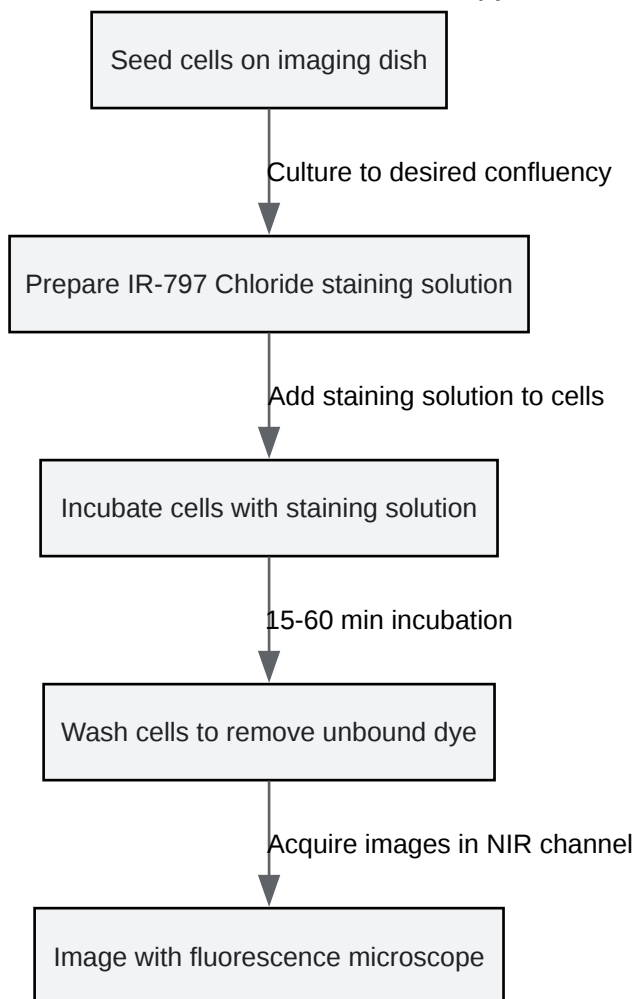 Seed cells on imaging dish
Culture to desired confluency
Prepare IR-797 Chloride staining solution
Add staining solution to cells
Incubate cells with staining solution
15-60 min incubation
Wash cells to remove unbound dye
Acquire images in NIR channel
Image with fluorescence microscope